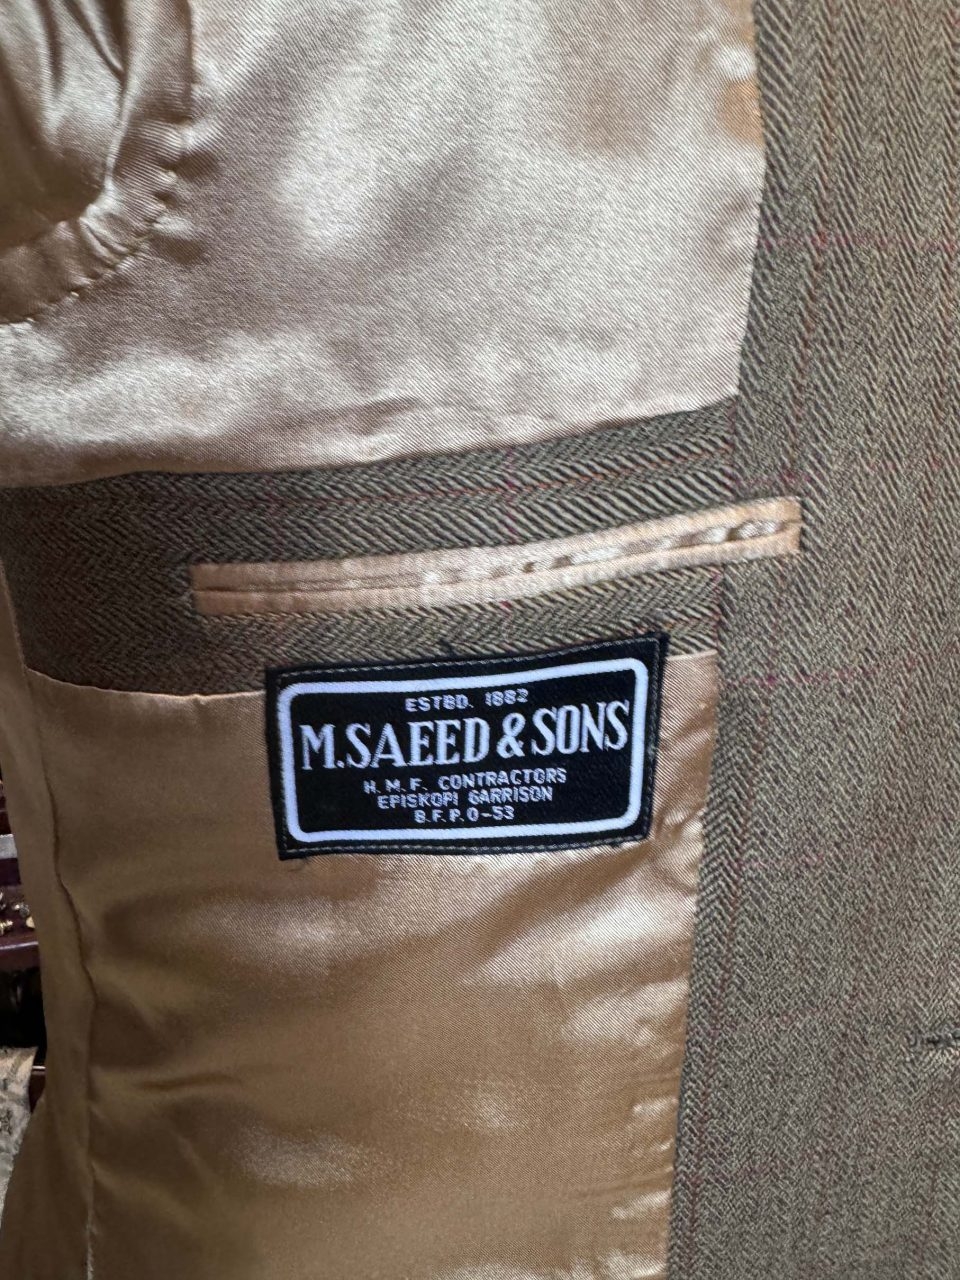 ESTBD. 1882
M.SAEED & SONS
H.M.F. CONTRACTORS
EPISKOPI GARRISON
B.F.P.O-53